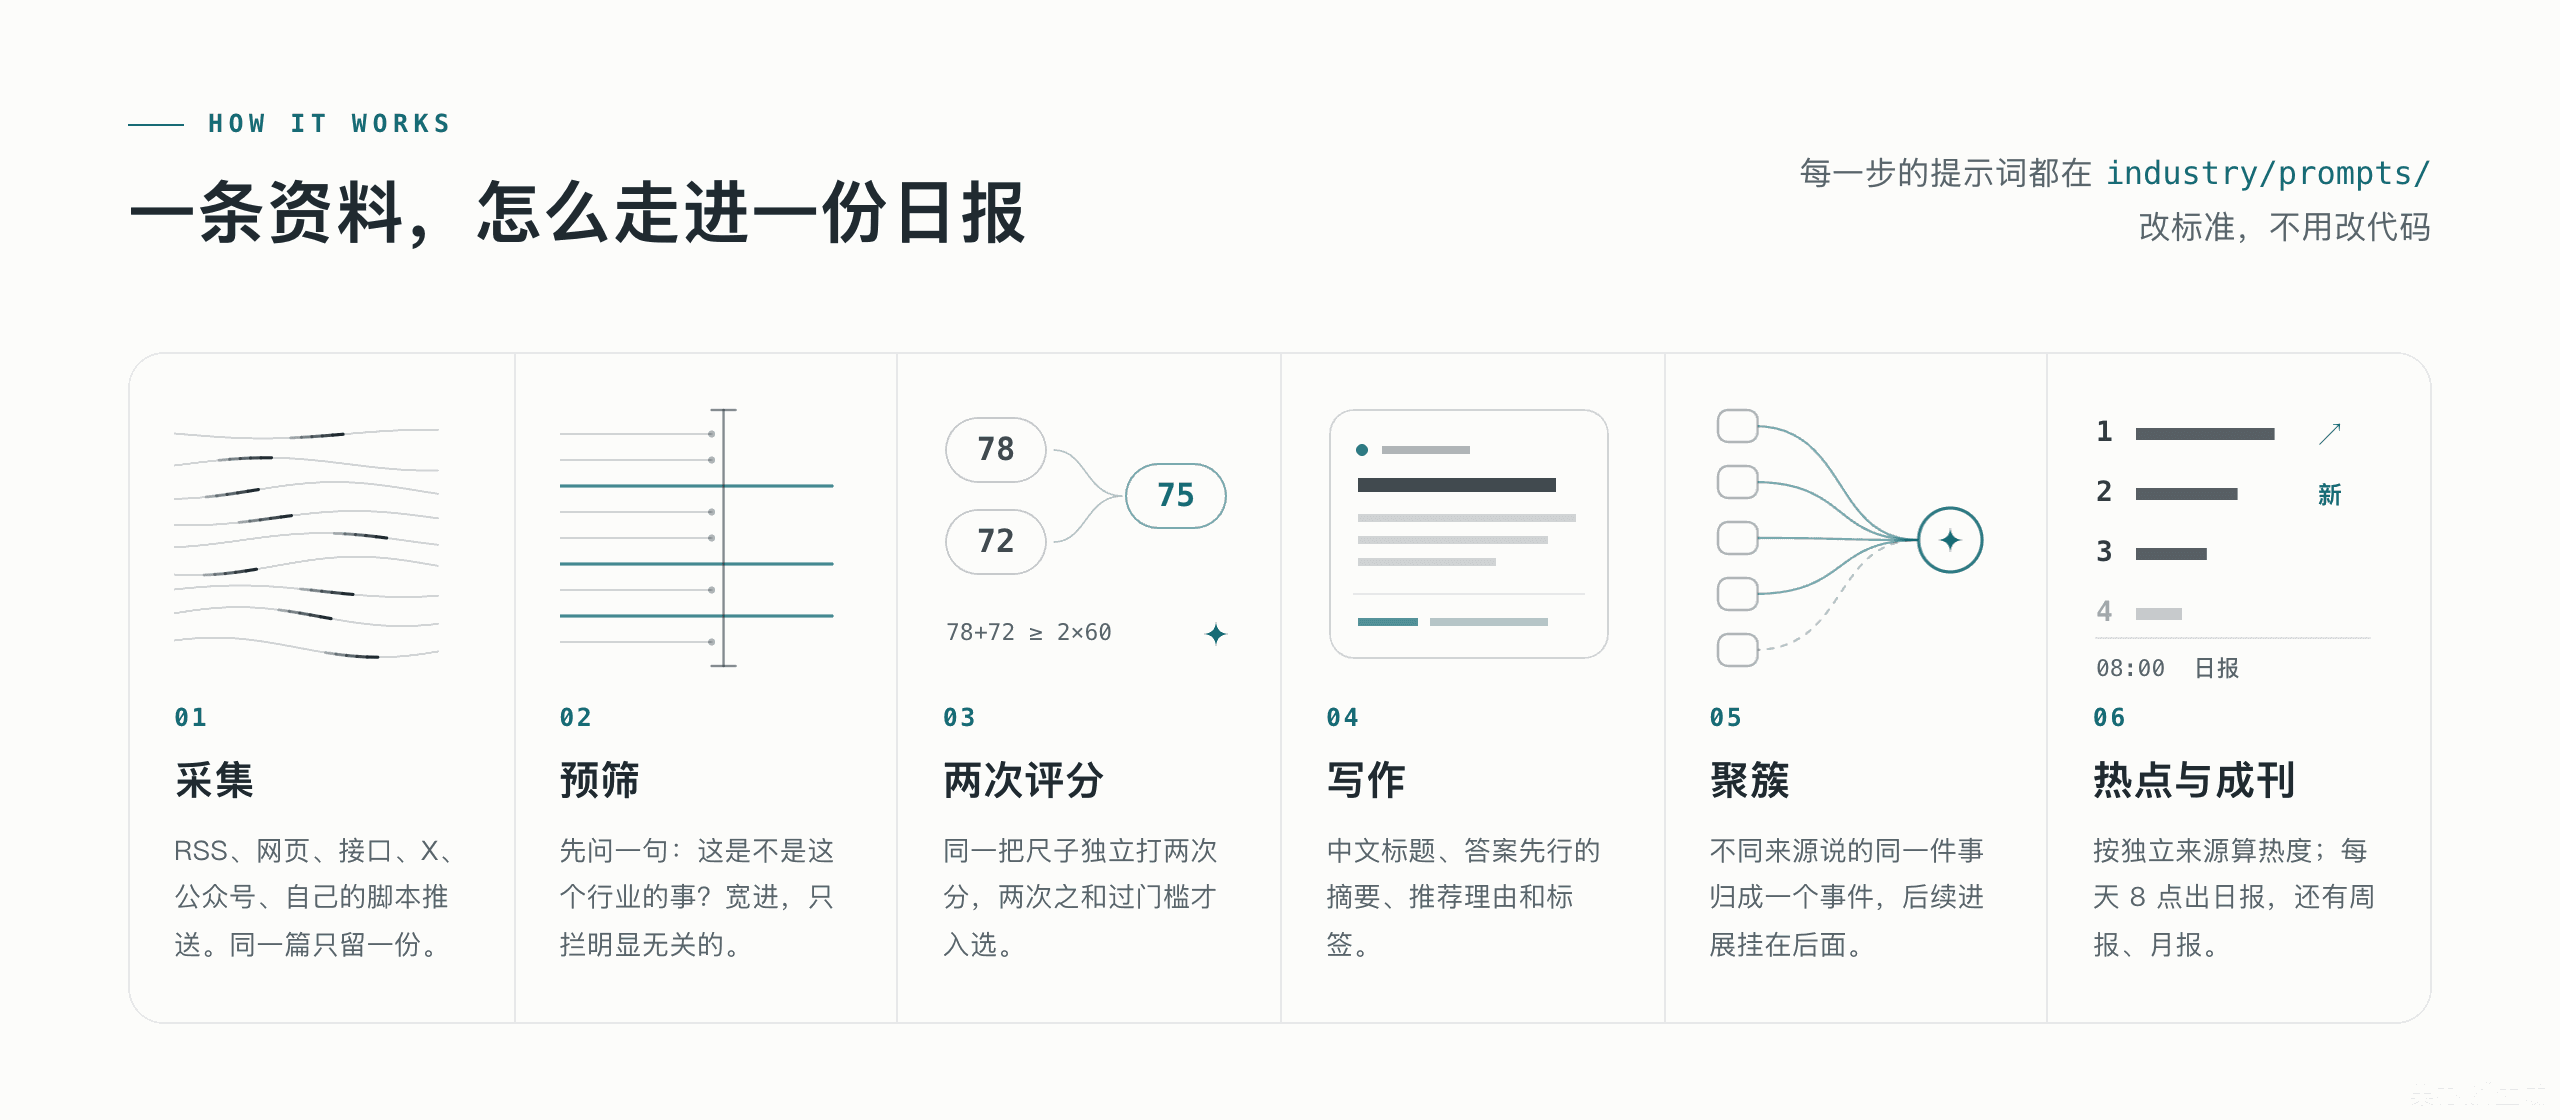 HOW IT WORKS
一条资料，怎么走进一份日报
每一步的提示词都在 industry/prompts/
改标准，不用改代码
78
72
75
78+72 ≥ 2×60
1
2 新
3
4
08:00 日报
01
采集
RSS、网页、接口、X、
公众号、自己的脚本推
送。同一篇只留一份。
02
预筛
先问一句：这是不是这
个行业的事？宽进，只
拦明显无关的。
03
两次评分
同一把尺子独立打两次
分，两次之和过门槛才
入选。
04
写作
中文标题、答案先行的
摘要、推荐理由和标
签。
05
聚簇
不同来源说的同一件事
归成一个事件，后续进
展挂在后面。
06
热点与成刊
按独立来源算热度；每
天 8 点出日报，还有周
报、月报。